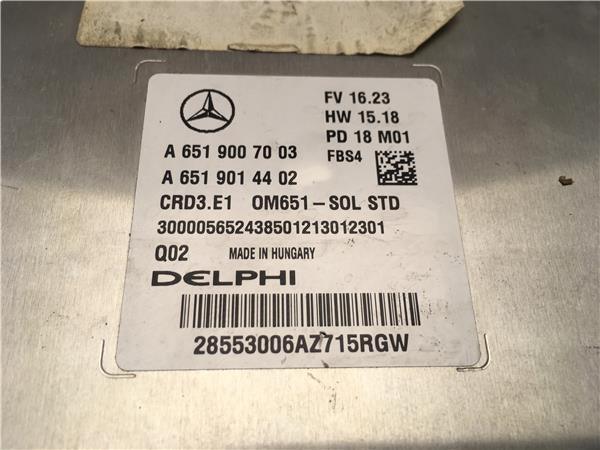 FV 16.23
HW 15.18
PD 18 M01
FBS4
A 651 900 70 03
A 651 901 44 02
CRD3.E1 OM651-SOL STD
300005652438501213012301
Q02 MADE IN HUNGARY
DELPHI
28553006AZ715RGW